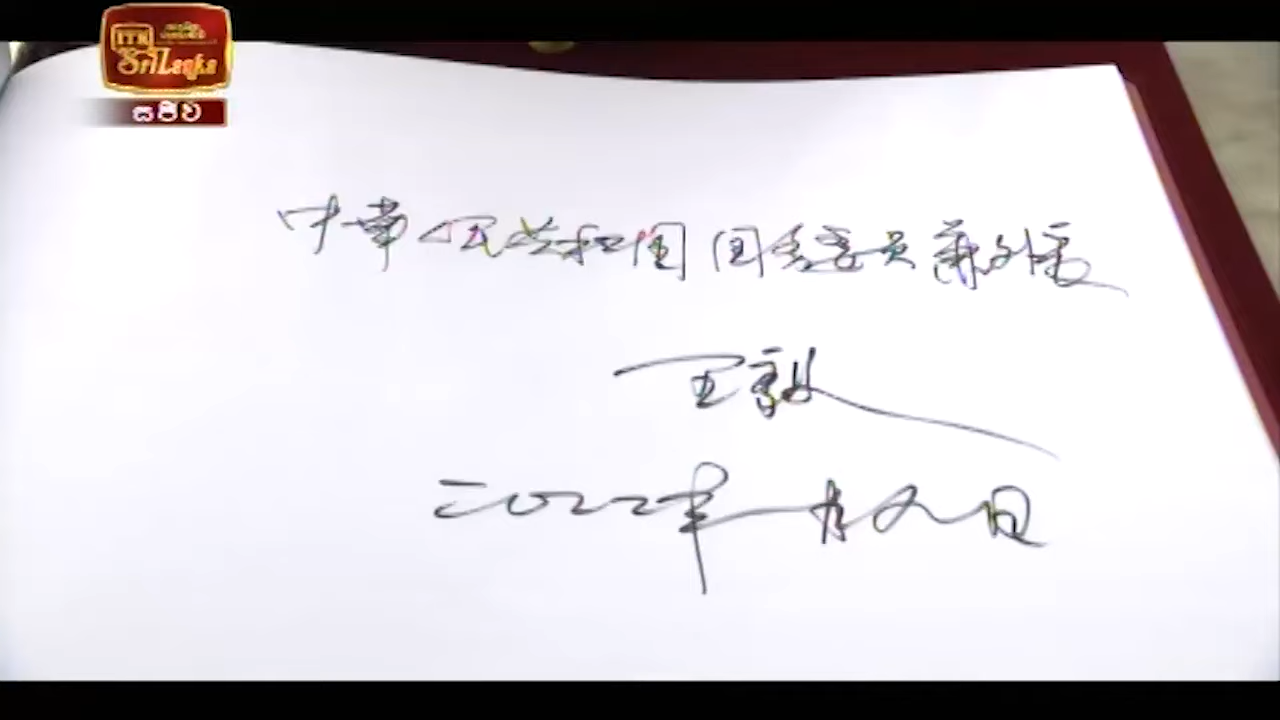 ITN
Sri Lanka
සජීව
中华人民共和国国务委员兼外长
王毅
二〇二二年一月九日